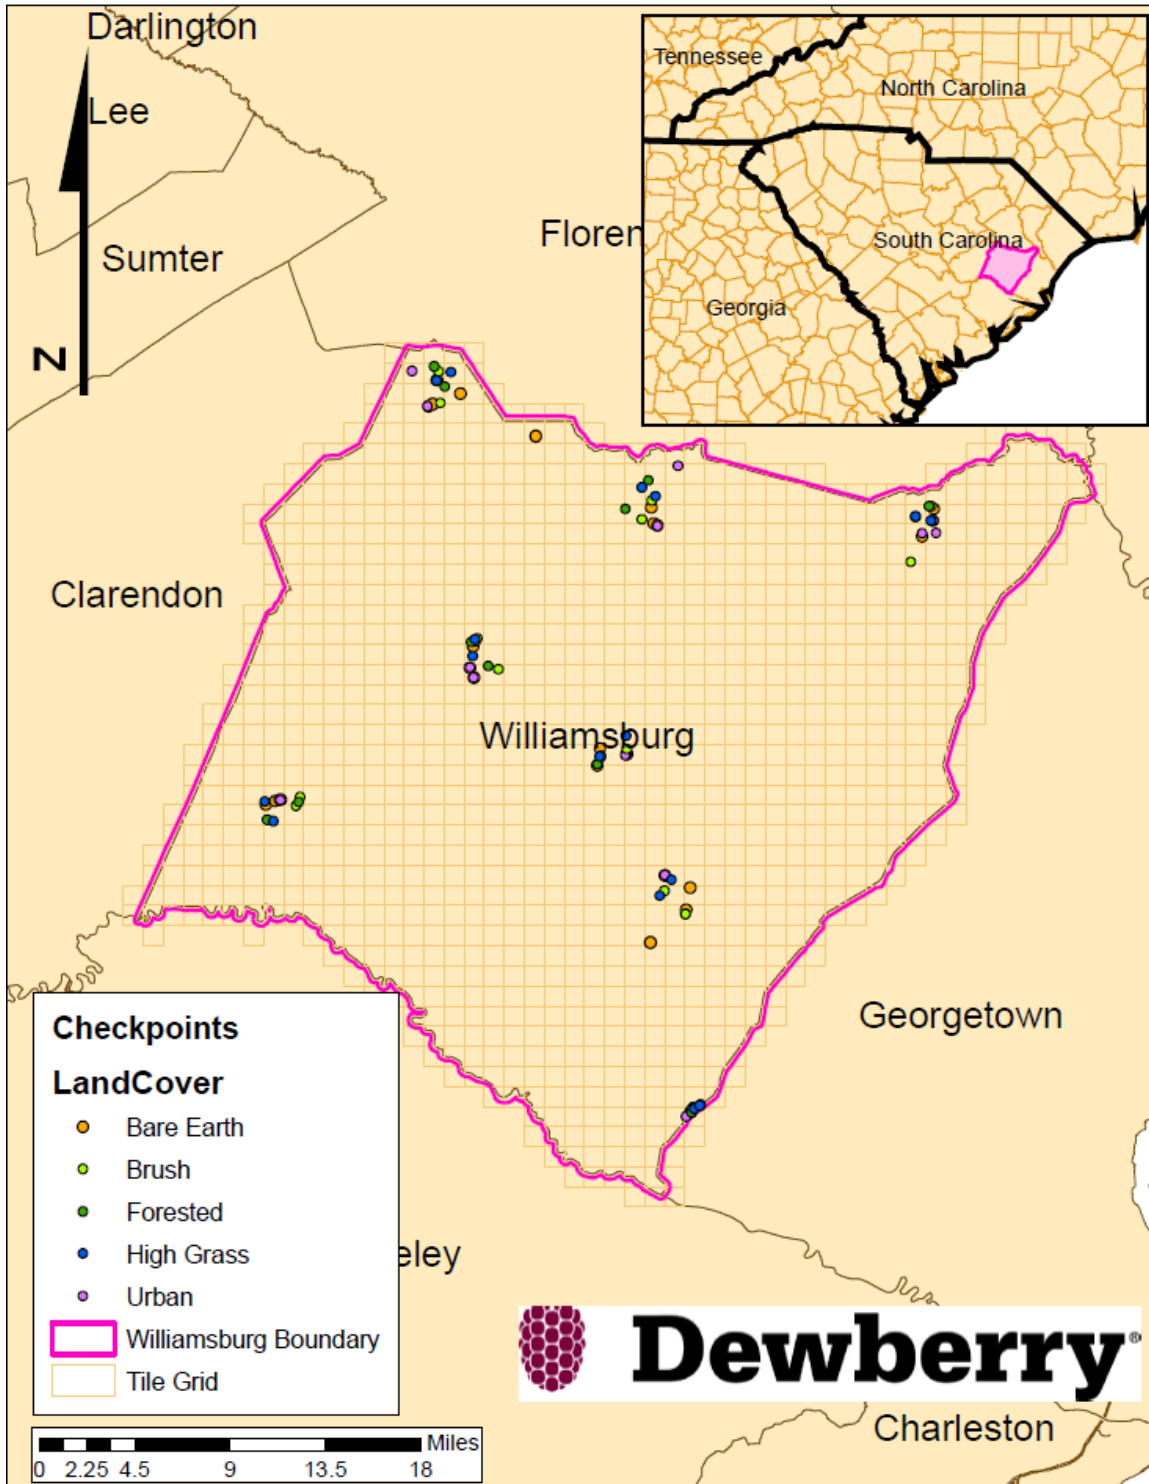 Darlington
Lee
Sumter
Floren
Tennessee
North Carolina
South Carolina
Georgia
N
Clarendon
Williamsburg
Georgetown
Checkpoints
LandCover
Bare Earth
Brush
Forested
High Grass
Urban
Williamsburg Boundary
Tile Grid
eley
Dewberry®
Charleston
Miles
0 2.25 4.5 9 13.5 18